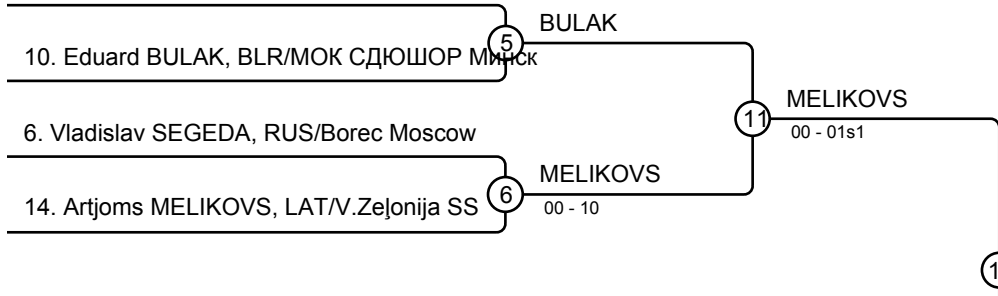 BULAK
5
10. Eduard BULAK, BLR/МОК СДЮШОР Минск
MELIKOVS
11
00 - 01s1
6. Vladislav SEGEDA, RUS/Borec Moscow
MELIKOVS
6
14. Artjoms MELIKOVS, LAT/V.Zeļonija SS
00 - 10